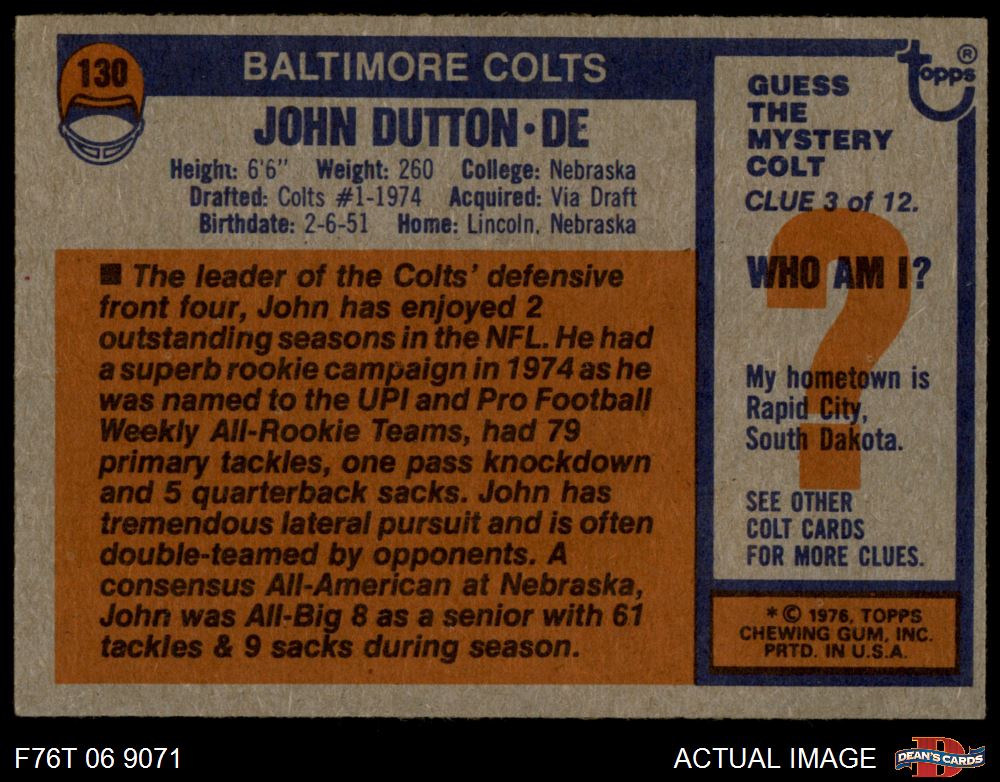 130
BALTIMORE COLTS
JOHN DUTTON • DE
Height: 6'6" Weight: 260 College: Nebraska
Drafted: Colts #1-1974 Acquired: Via Draft
Birthdate: 2-6-51 Home: Lincoln, Nebraska
■ The leader of the Colts' defensive
front four, John has enjoyed 2
outstanding seasons in the NFL. He had
a superb rookie campaign in 1974 as he
was named to the UPI and Pro Football
Weekly All-Rookie Teams, had 79
primary tackles, one pass knockdown
and 5 quarterback sacks. John has
tremendous lateral pursuit and is often
double-teamed by opponents. A
consensus All-American at Nebraska,
John was All-Big 8 as a senior with 61
tackles & 9 sacks during season.
topps ®
GUESS
THE
MYSTERY
COLT
CLUE 3 of 12.
WHO AM I?
?
My hometown is
Rapid City,
South Dakota.
SEE OTHER
COLT CARDS
FOR MORE CLUES.
* © 1976, TOPPS
CHEWING GUM, INC.
PRTD. IN U.S.A.
F76T 06 9071
ACTUAL IMAGE
D
DEAN'S CARDS